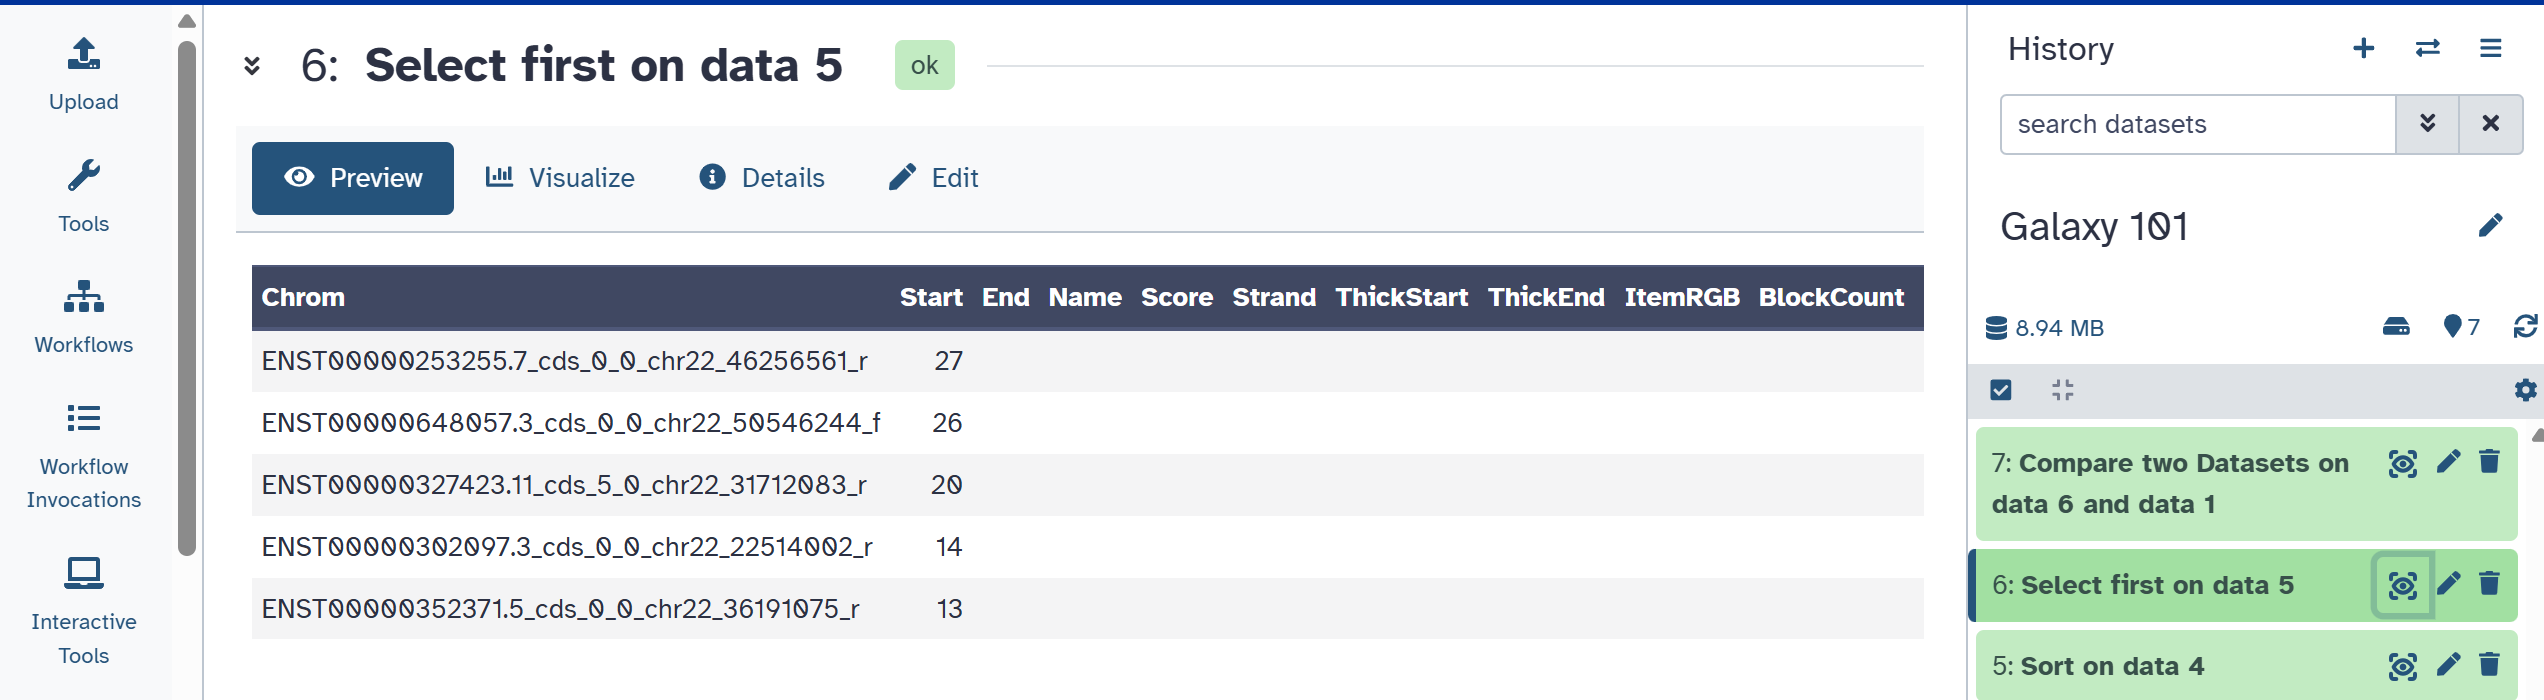 Upload
Tools
Workflows
Workflow
Invocations
Interactive
Tools
6: Select first on data 5 ok
Preview Visualize Details Edit
Chrom Start End Name Score Strand ThickStart ThickEnd ItemRGB BlockCount
ENST00000253255.7_cds_0_0_chr22_46256561_r 27
ENST00000648057.3_cds_0_0_chr22_50546244_f 26
ENST00000327423.11_cds_5_0_chr22_31712083_r 20
ENST00000302097.3_cds_0_0_chr22_22514002_r 14
ENST00000352371.5_cds_0_0_chr22_36191075_r 13
History
search datasets
Galaxy 101
8.94 MB 7
7: Compare two Datasets on
data 6 and data 1
6: Select first on data 5
5: Sort on data 4